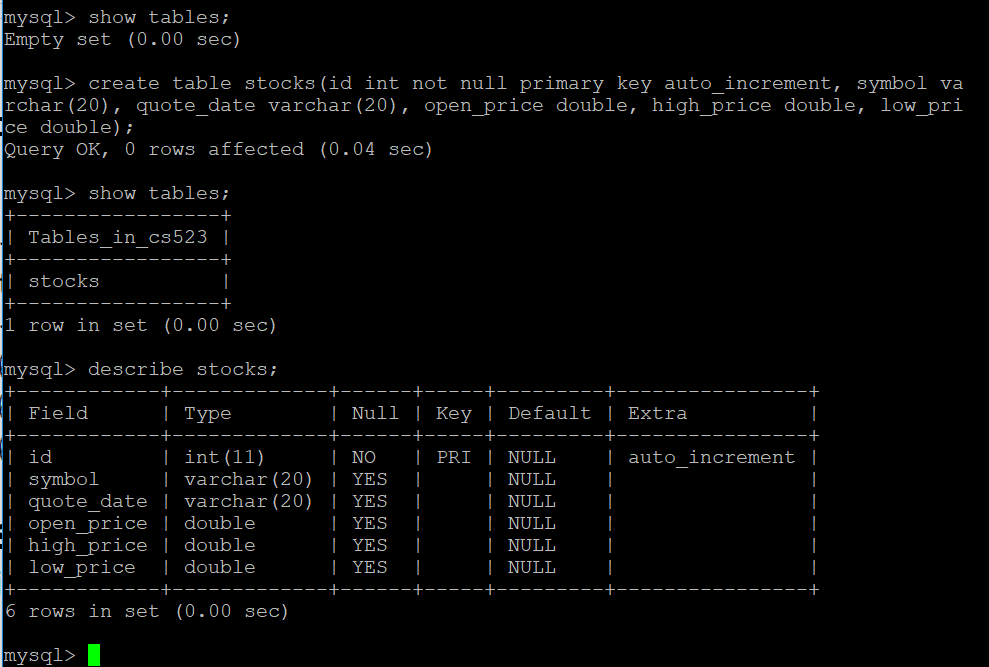 mysql> show tables;
Empty set (0.00 sec)
mysql> create table stocks(id int not null primary key auto_increment, symbol va
rchar(20), quote_date varchar(20), open_price double, high_price double, low_pri
ce double);
Query OK, 0 rows affected (0.04 sec)
mysql> show tables;
+-----------------+
| Tables_in_cs523 |
+-----------------+
| stocks          |
+-----------------+
1 row in set (0.00 sec)
mysql> describe stocks;
+------------+-------------+------+-----+---------+----------------+
| Field      | Type        | Null | Key | Default | Extra          |
+------------+-------------+------+-----+---------+----------------+
| id         | int(11)     | NO   | PRI | NULL    | auto_increment |
| symbol     | varchar(20) | YES  |     | NULL    |                |
| quote_date | varchar(20) | YES  |     | NULL    |                |
| open_price | double      | YES  |     | NULL    |                |
| high_price | double      | YES  |     | NULL    |                |
| low_price  | double      | YES  |     | NULL    |                |
+------------+-------------+------+-----+---------+----------------+
6 rows in set (0.00 sec)
mysql>